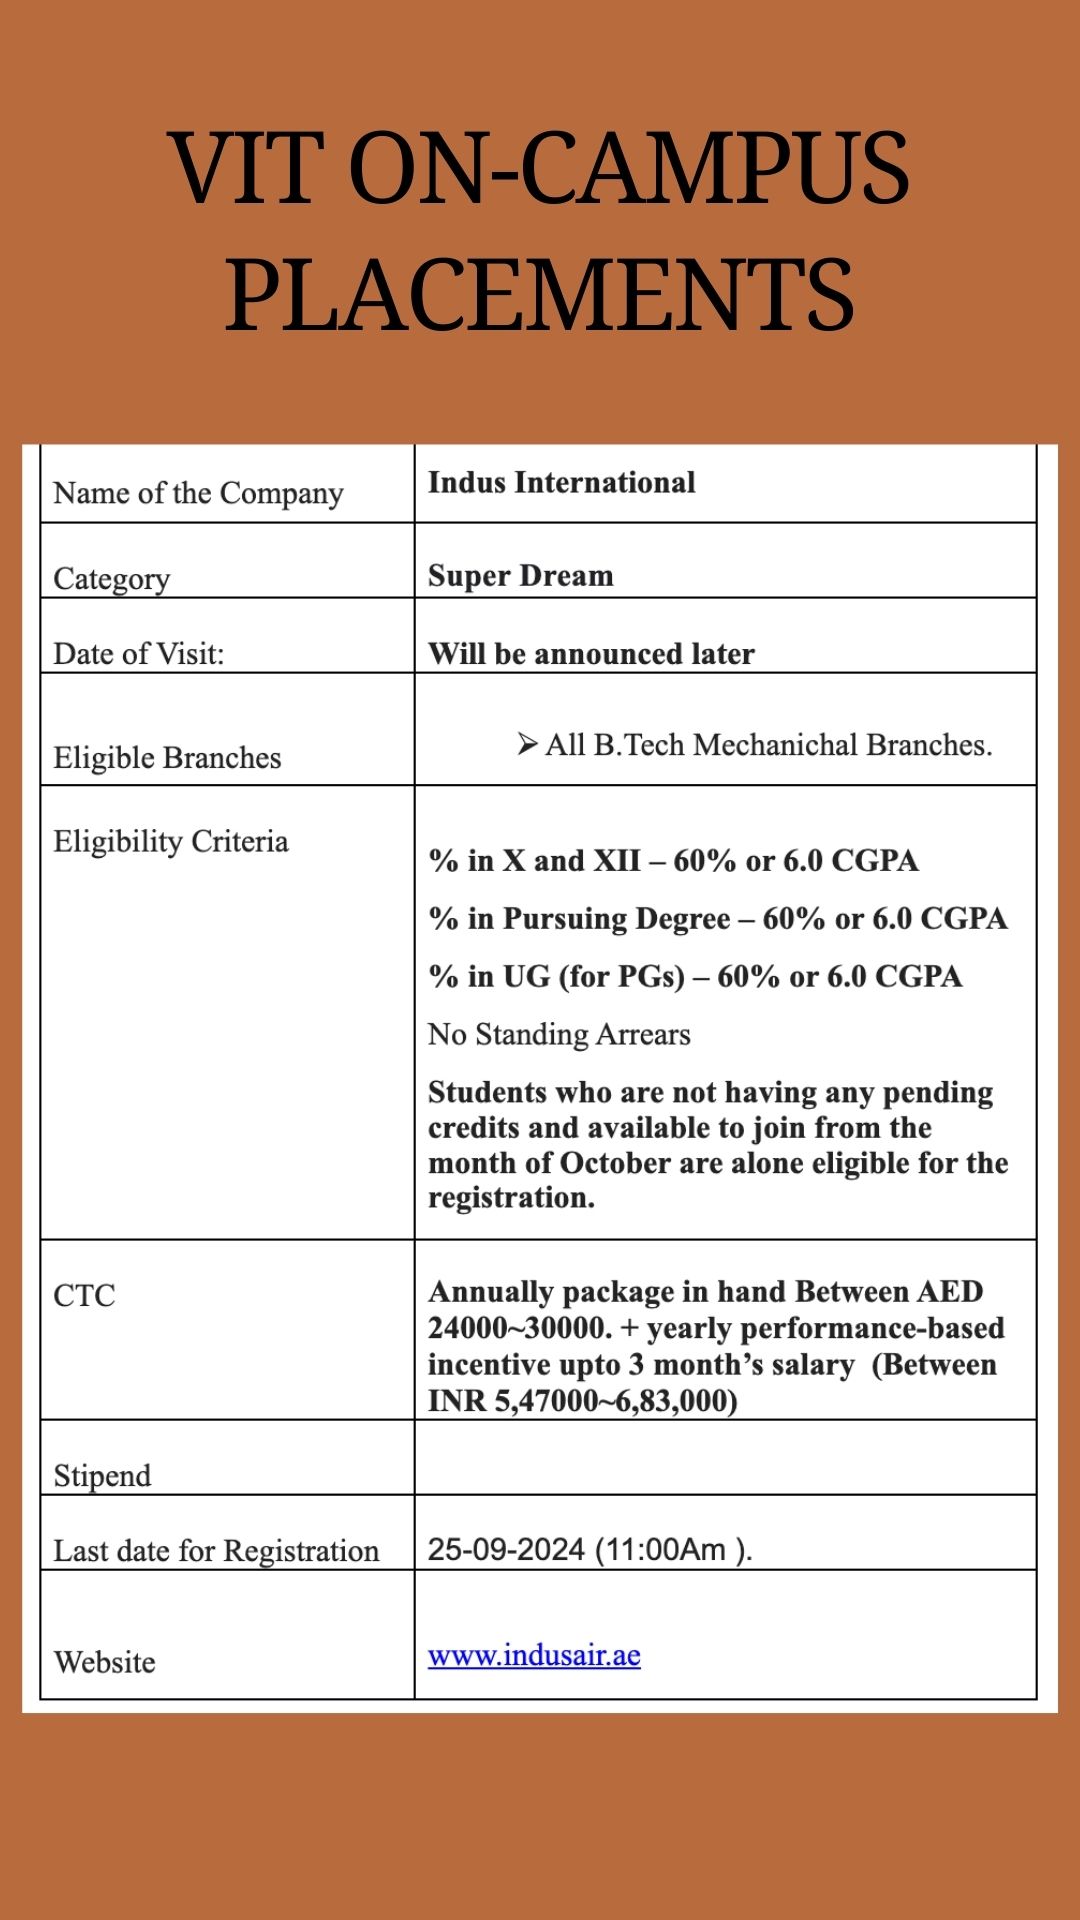 VIT ON-CAMPUS
PLACEMENTS
Name of the Company
Indus International
Category
Super Dream
Date of Visit:
Will be announced later
Eligible Branches
➢ All B.Tech Mechanichal Branches.
Eligibility Criteria
% in X and XII – 60% or 6.0 CGPA
% in Pursuing Degree – 60% or 6.0 CGPA
% in UG (for PGs) – 60% or 6.0 CGPA
No Standing Arrears
Students who are not having any pending
credits and available to join from the
month of October are alone eligible for the
registration.
CTC
Annually package in hand Between AED
24000~30000. + yearly performance-based
incentive upto 3 month’s salary  (Between
INR 5,47000~6,83,000)
Stipend
Last date for Registration
25-09-2024 (11:00Am ).
Website
www.indusair.ae